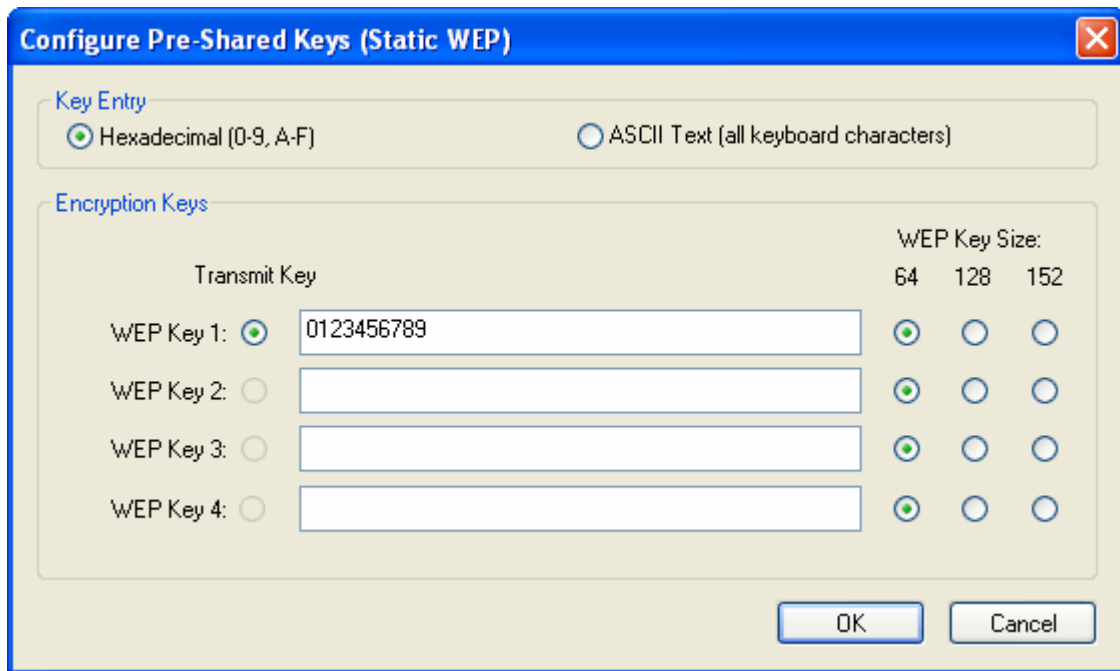 Configure Pre-Shared Keys (Static WEP)
Key Entry
Hexadecimal (0-9, A-F) ASCII Text (all keyboard characters)
Encryption Keys
WEP Key Size:
Transmit Key 64 128 152
WEP Key 1: 0123456789
WEP Key 2:
WEP Key 3:
WEP Key 4:
OK Cancel